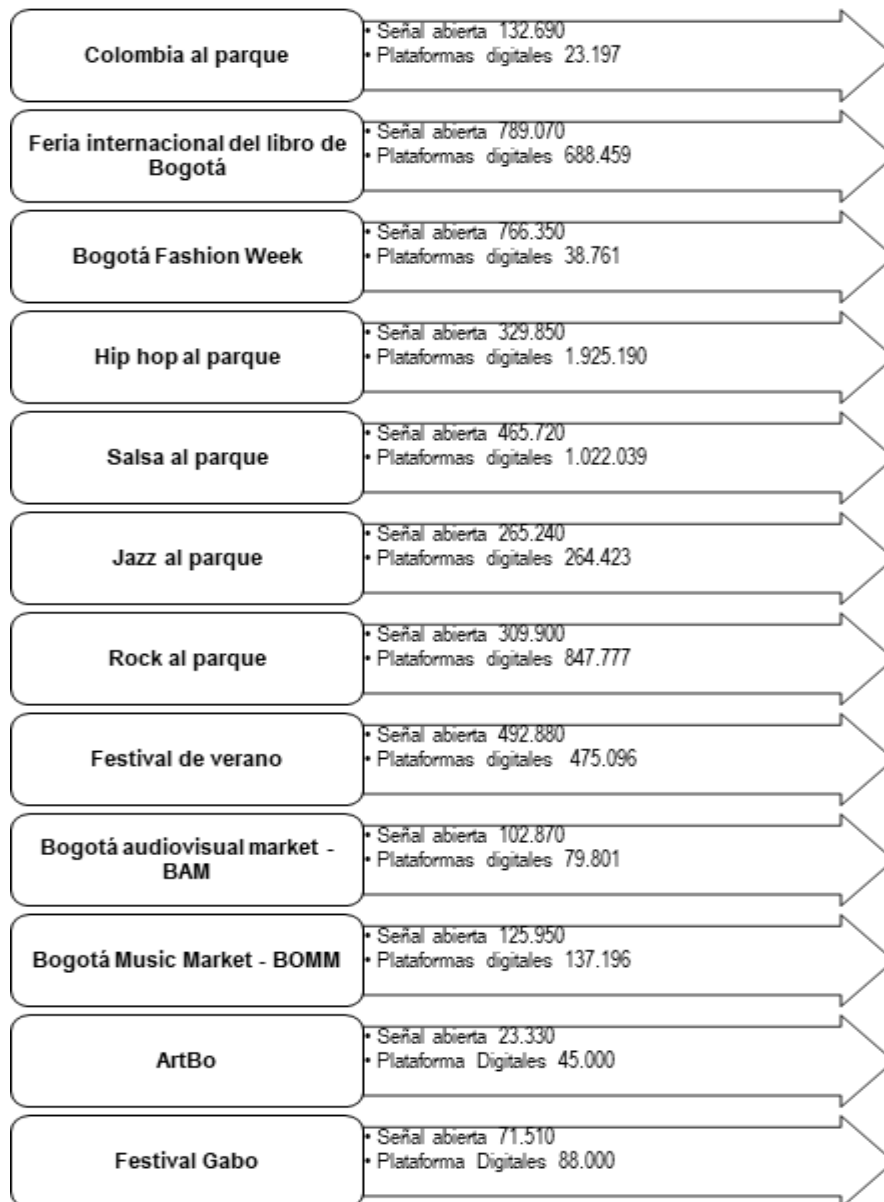 Colombia al parque
• Señal abierta 132.690
• Plataformas digitales 23.197
Feria internacional del libro de
Bogotá
• Señal abierta 789.070
• Plataformas digitales 688.459
Bogotá Fashion Week
• Señal abierta 766.350
• Plataformas digitales 38.761
Hip hop al parque
• Señal abierta 329.850
• Plataformas digitales 1.925.190
Salsa al parque
• Señal abierta 465.720
• Plataformas digitales 1.022.039
Jazz al parque
• Señal abierta 265.240
• Plataformas digitales 264.423
Rock al parque
• Señal abierta 309.900
• Plataformas digitales 847.777
Festival de verano
• Señal abierta 492.880
• Plataformas digitales 475.096
Bogotá audiovisual market -
BAM
• Señal abierta 102.870
• Plataformas digitales 79.801
Bogotá Music Market - BOMM
• Señal abierta 125.950
• Plataformas digitales 137.196
ArtBo
• Señal abierta 23.330
• Plataforma Digitales 45.000
Festival Gabo
• Señal abierta 71.510
• Plataforma Digitales 88.000